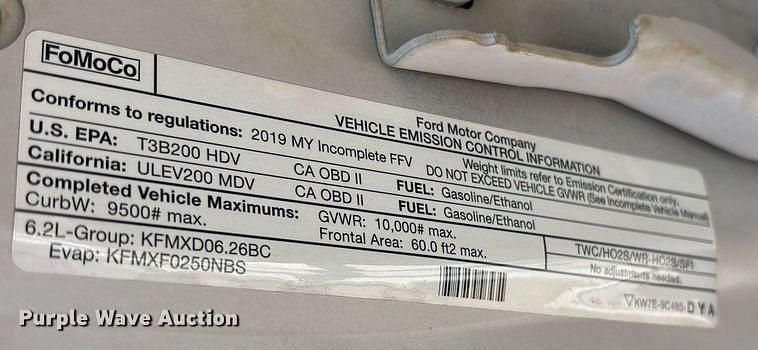 FoMoCo
Ford Motor Company
VEHICLE EMISSION CONTROL INFORMATION
Conforms to regulations: 2019 MY Incomplete FFV
Weight limits refer to Emission Certification only.
DO NOT EXCEED VEHICLE GVWR (See Incomplete Vehicle Manual)
U.S. EPA: T3B200 HDV CA OBD II FUEL: Gasoline/Ethanol
California: ULEV200 MDV CA OBD II FUEL: Gasoline/Ethanol
Completed Vehicle Maximums:
CurbW: 9500# max. GVWR: 10,000# max.
Frontal Area: 60.0 ft2 max.
6.2L-Group: KFMXD06.26BC
Evap: KFMXF0250NBS
TWC/HO2S/WR-HO2S/SFI
No adjustments needed.
KW7E-9C485-DYA
Purple Wave Auction